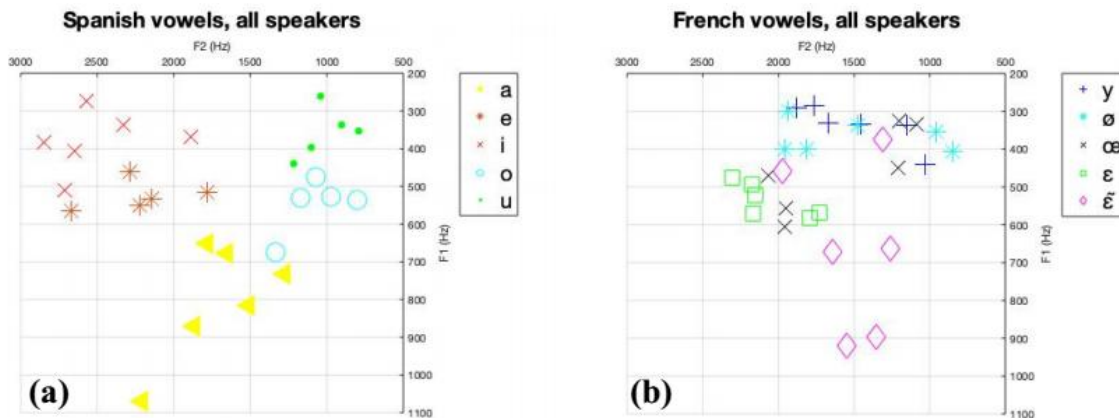 Spanish vowels, all speakers
F2 (Hz)
3000 2500 2000 1500 1000 500
200
300
400
500
600
700
800
900
1000
1100
F1 (Hz)
a
e
i
o
u
(a)
French vowels, all speakers
F2 (Hz)
3000 2500 2000 1500 1000 500
200
300
400
500
600
700
800
900
1000
1100
F1 (Hz)
y
ø
œ
ε
ε̃
(b)